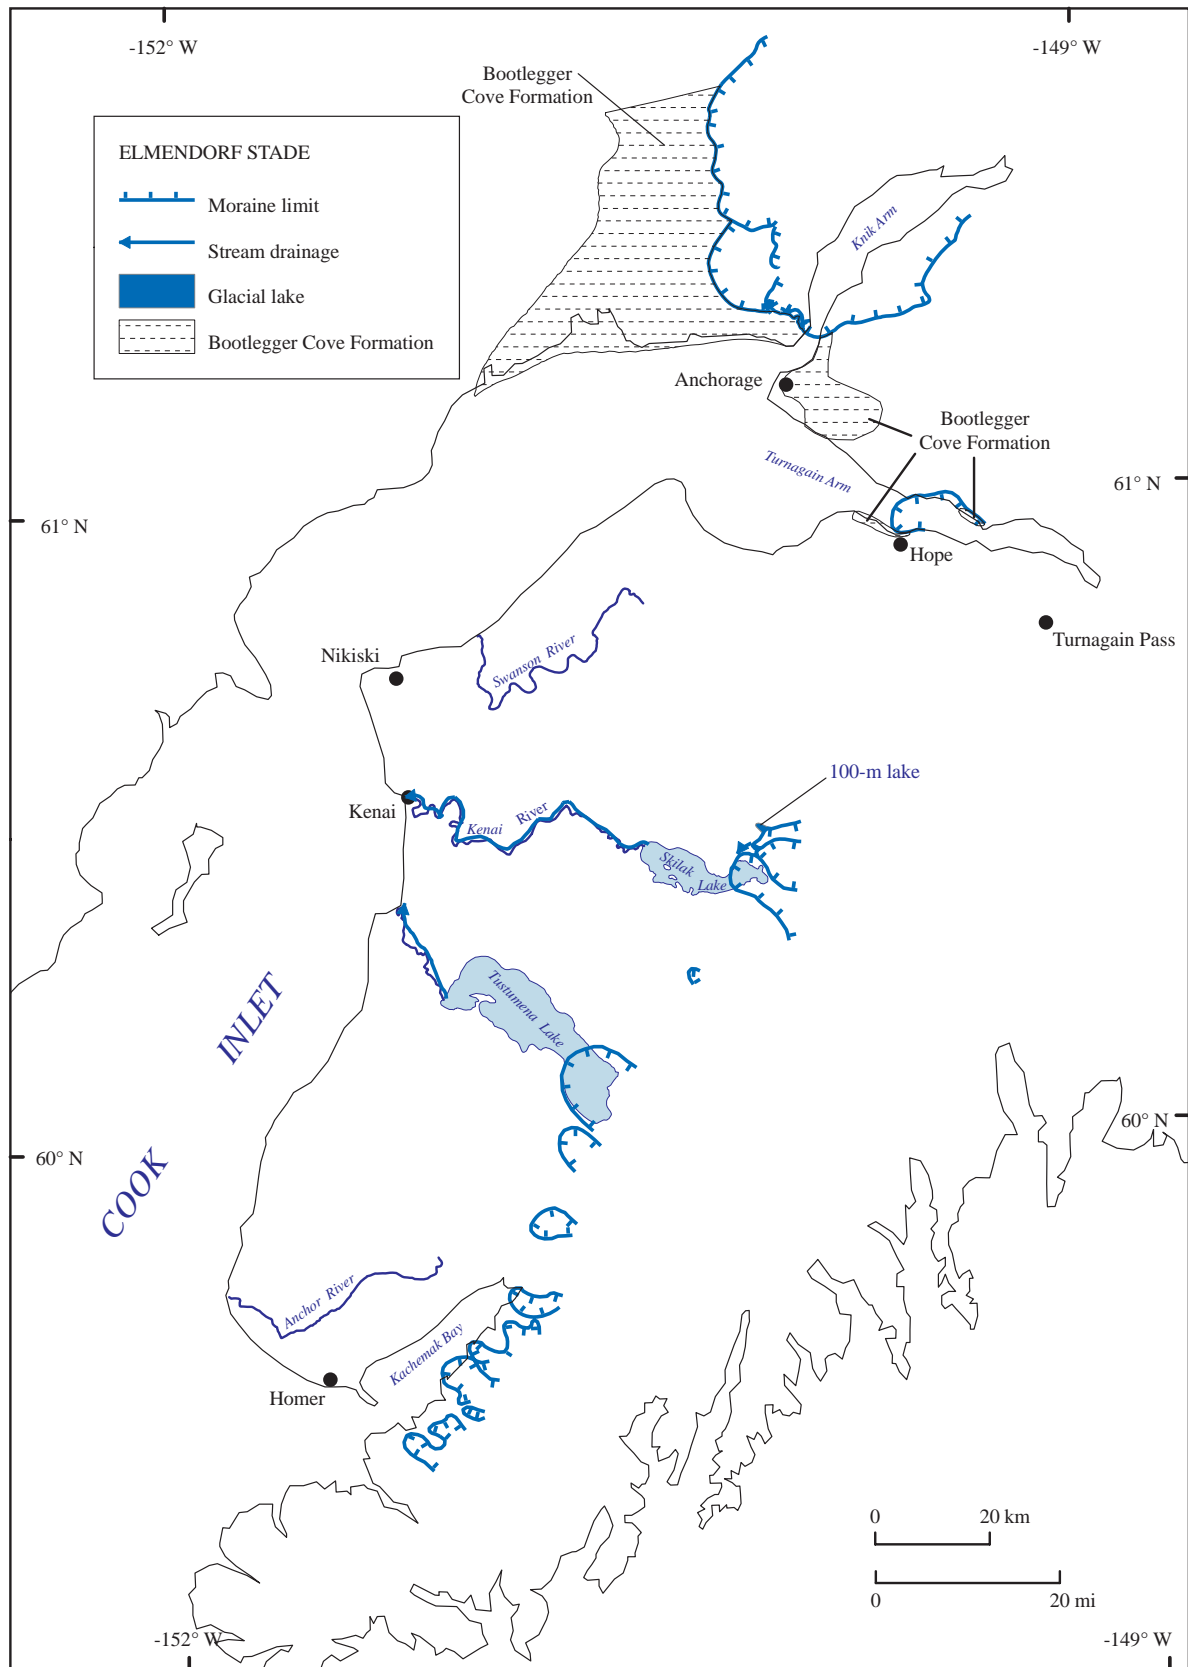 -152° W
-149° W
Bootlegger
Cove Formation
ELMENDORF STADE
Moraine limit
Stream drainage
Glacial lake
Bootlegger Cove Formation
Knik Arm
Anchorage
Bootlegger
Cove Formation
Turnagain Arm
61° N
61° N
Hope
Turnagain Pass
Nikiski
Swanson River
100-m lake
Kenai
Kenai River
Skilak
Lake
Tustumena Lake
COOK INLET
60° N
60° N
Anchor River
Kachemak Bay
Homer
0 20 km
0 20 mi
-152° W
-149° W